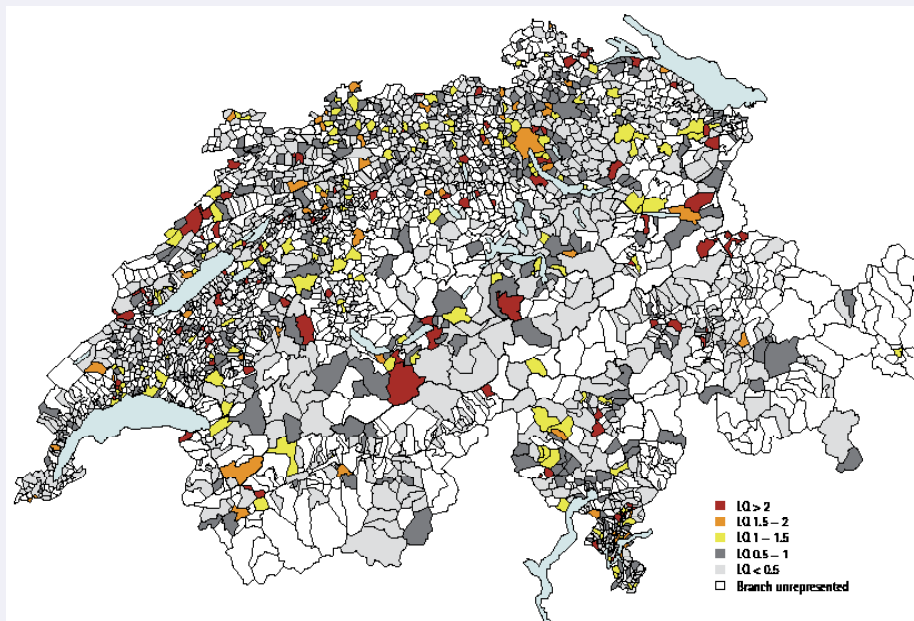 LQ > 2
LQ 1.5 – 2
LQ 1 – 1.5
LQ 0.5 – 1
LQ < 0.5
Branch unrepresented